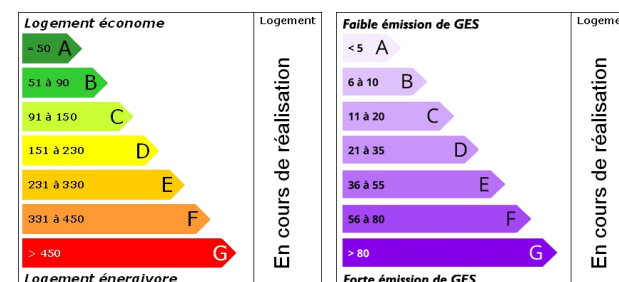 Logement économe
Logement
= 50 A
51 à 90 B
91 à 150 C
151 à 230 D
231 à 330 E
331 à 450 F
> 450 G
Logement énergivore
En cours de réalisation
Faible émission de GES
Logeme
< 5 A
6 à 10 B
11 à 20 C
21 à 35 D
36 à 55 E
56 à 80 F
> 80 G
Forte émission de GES
En cours de réalisation